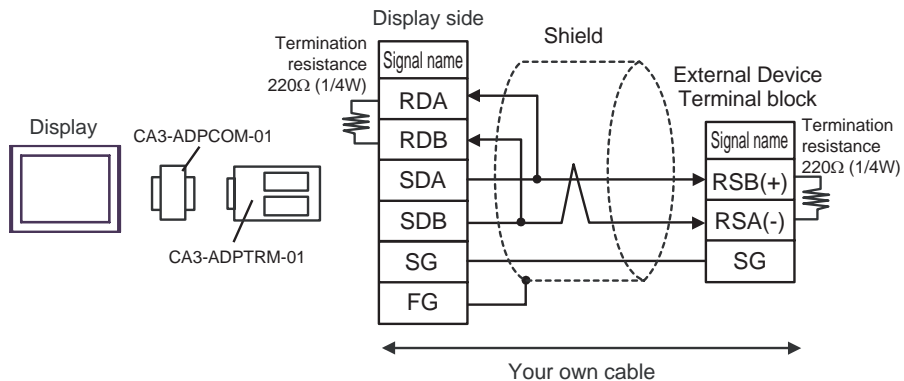 Display side
Termination
resistance
220Ω (1/4W)
Shield
External Device
Terminal block
Signal name
RDA
RDB
SDA
SDB
SG
FG
Signal name
RSB(+)
RSA(-)
SG
Termination
resistance
220Ω (1/4W)
Display
CA3-ADPCOM-01
CA3-ADPTRM-01
Your own cable